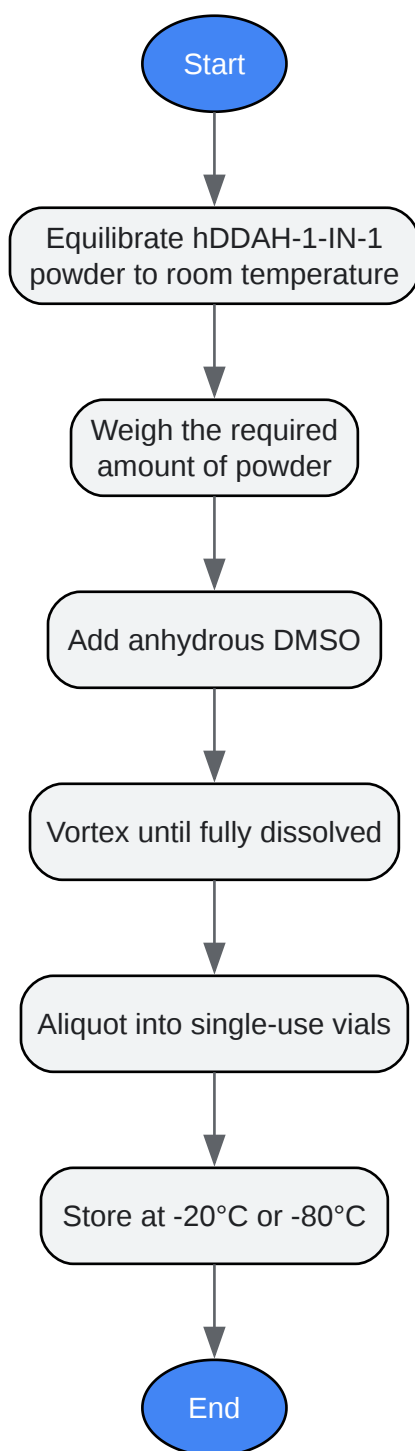 Start
Equilibrate hDDAH-1-IN-1
powder to room temperature
Weigh the required
amount of powder
Add anhydrous DMSO
Vortex until fully dissolved
Aliquot into single-use vials
Store at -20°C or -80°C
End